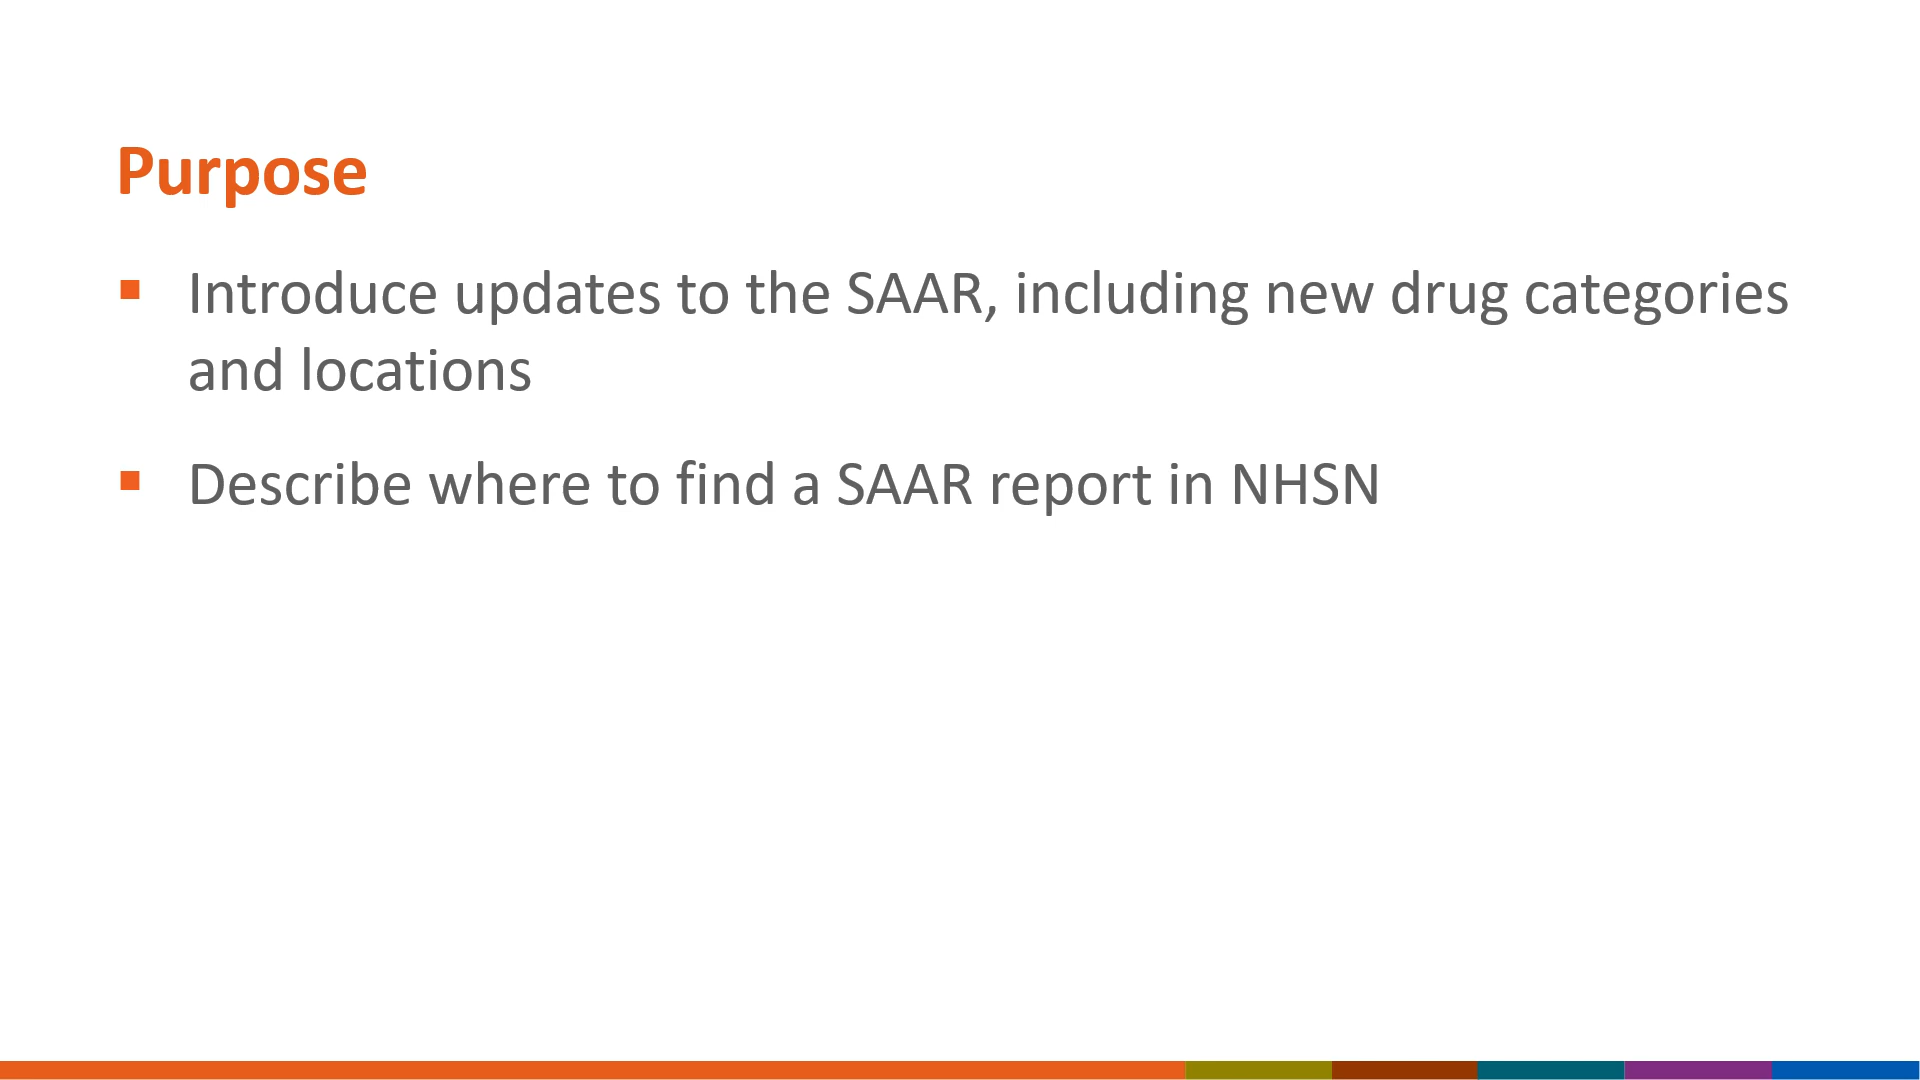 Purpose
▪ Introduce updates to the SAAR, including new drug categories
and locations
▪ Describe where to find a SAAR report in NHSN